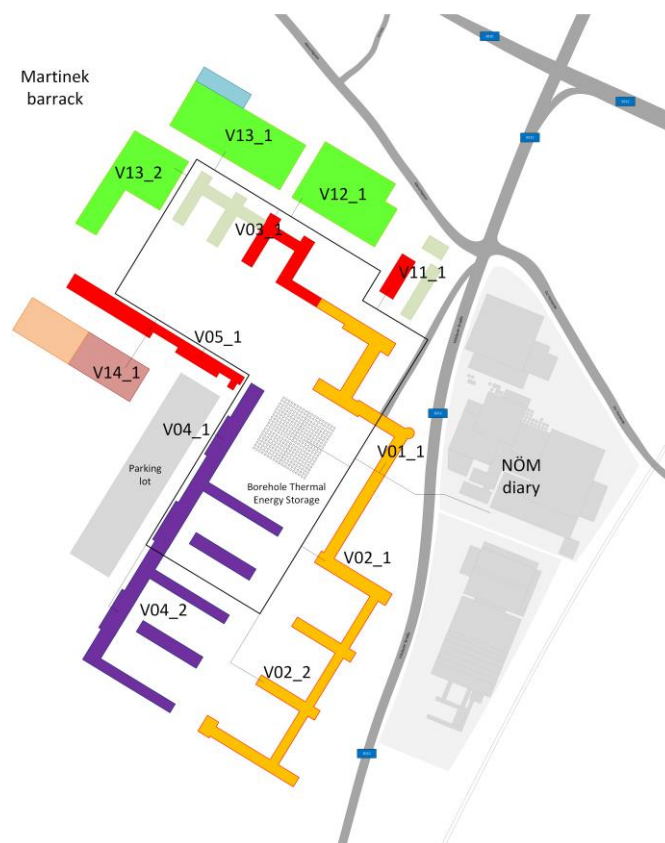 Martinek
barrack
V13_1
V13_2
V12_1
V03_1
V11_1
V05_1
V14_1
V04_1
Parking
lot
Borehole Thermal
Energy Storage
V01_1
NÖM
diary
V02_1
V04_2
V02_2